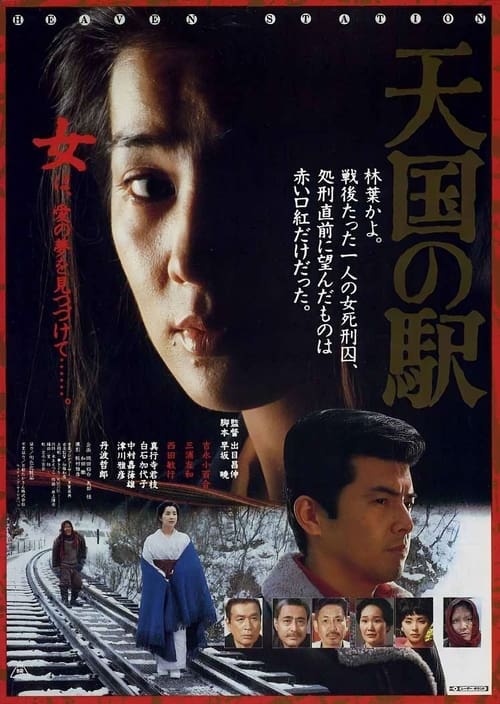 HEAVEN STATION
天国の駅
林葉かよ。
戦後たった一人の女死刑囚、
処刑直前に望んだものは
赤い口紅だけだった。
女は、愛の夢を見つづけて……。
監督 出目昌伸
脚本 早坂 暁
吉永小百合
三浦友和
西田敏行
真行寺君枝
白石加代子
中村嘉葎雄
津川雅彦
丹波哲郎